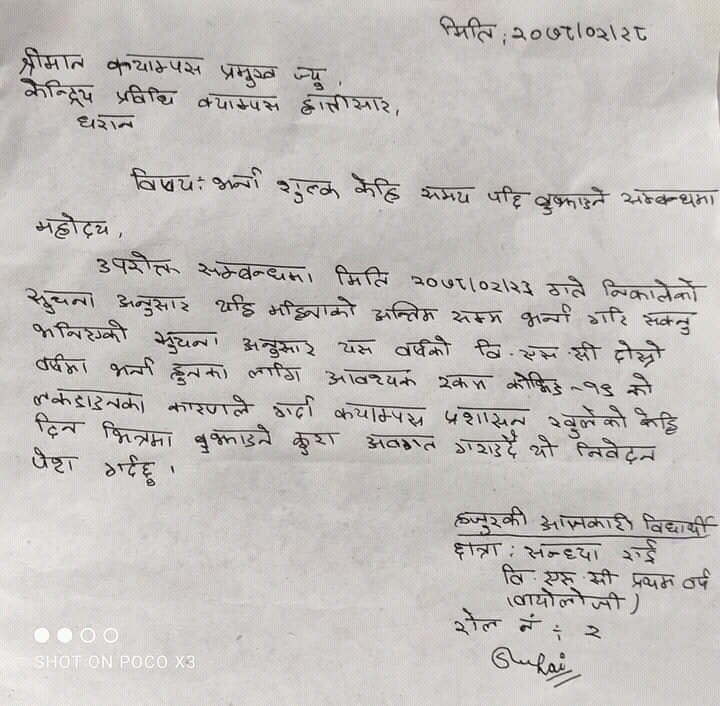 मिति : २०७८/०२/२८
श्रीमान क्याम्पस प्रमुख ज्यु,
केन्द्रिय प्रविधि क्याम्पस हात्तीसार,
धरान
विषय: भर्ना शुल्क केहि समय पछि बुझाउने सम्बन्धमा
महोदय,
उपरोक्त सम्बन्धमा मिति २०७८/०२/२३ गते निकालेको
सुचना अनुसार यहि महिनाको अन्तिम सम्म भर्ना गरि सक्नु
भनिएको सुचना अनुसार यस वर्षको वि.एस.सी दोस्रो
वर्षमा भर्ना हुनका लागि आवश्यक रकम कोभिड-१९ को
लकडाउनका कारणले गर्दा क्याम्पस प्रशासन खुलेको केहि
दिन भित्रमा बुझाउने कुरा अवगत गराउदै यो निवेदन
पेश गर्दछु ।
हजुरकी आज्ञाकारी विद्यार्थी
छात्रा : सन्ध्या राई
वि.एस.सी प्रथम वर्ष
(वायोलोजी)
रोल नं : २
SHOT ON POCO X3